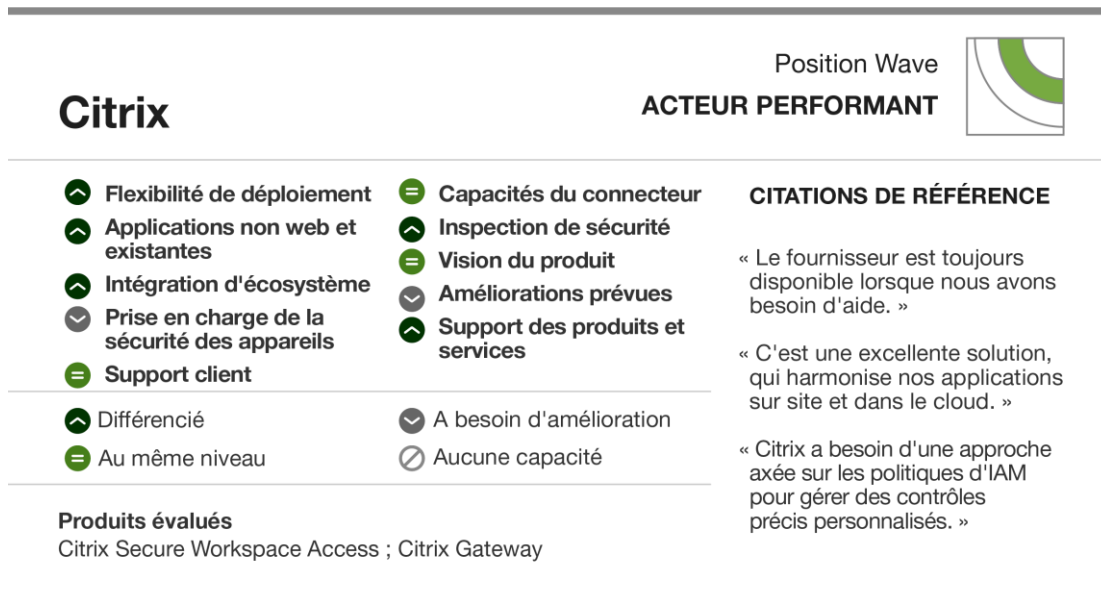 Citrix
Position Wave
ACTEUR PERFORMANT
Flexibilité de déploiement
Applications non web et
existantes
Intégration d'écosystème
Prise en charge de la
sécurité des appareils
Support client
Capacités du connecteur
Inspection de sécurité
Vision du produit
Améliorations prévues
Support des produits et
services
Différencié
Au même niveau
A besoin d'amélioration
Aucune capacité
Produits évalués
Citrix Secure Workspace Access ; Citrix Gateway
CITATIONS DE RÉFÉRENCE
« Le fournisseur est toujours
disponible lorsque nous avons
besoin d'aide. »
« C'est une excellente solution,
qui harmonise nos applications
sur site et dans le cloud. »
« Citrix a besoin d'une approche
axée sur les politiques d'IAM
pour gérer des contrôles
précis personnalisés. »